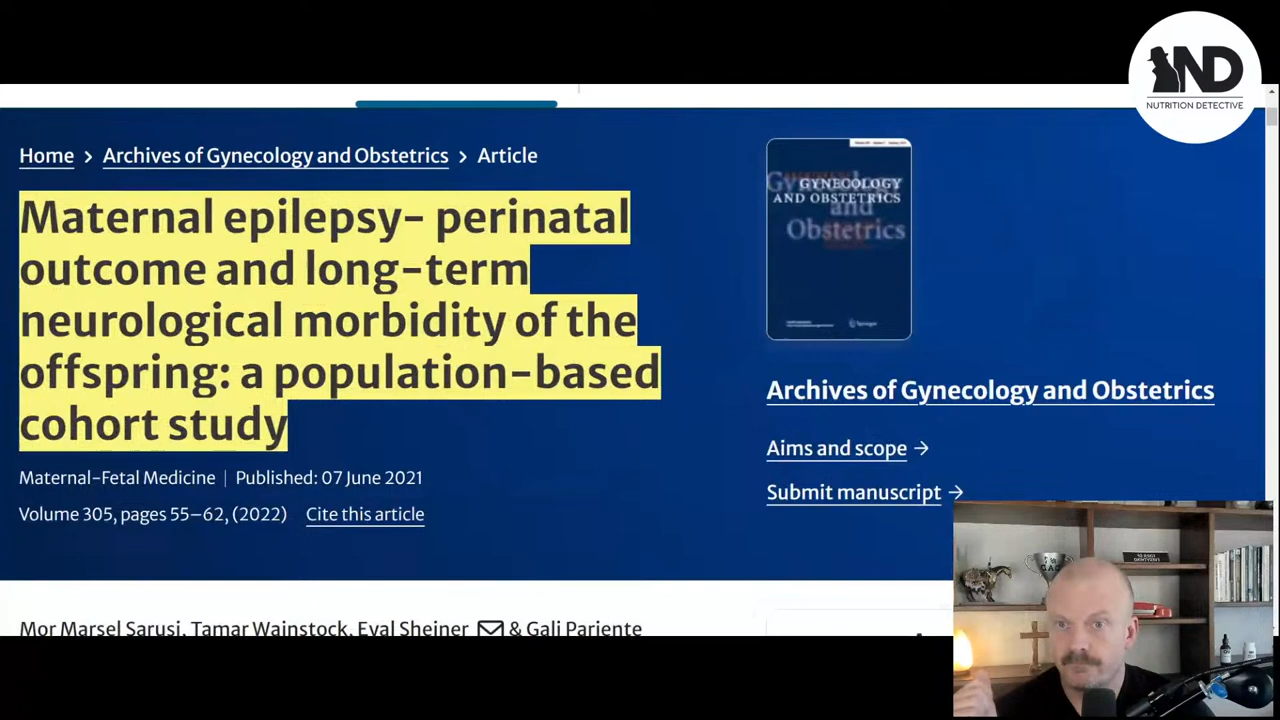 ND
NUTRITION DETECTIVE
Home > Archives of Gynecology and Obstetrics > Article
Maternal epilepsy- perinatal
outcome and long-term
neurological morbidity of the
offspring: a population-based
cohort study
Maternal-Fetal Medicine | Published: 07 June 2021
Volume 305, pages 55–62, (2022) Cite this article
GYNECOLOGY
AND OBSTETRICS
Gynecology
and
Obstetrics
Springer
Archives of Gynecology and Obstetrics
Aims and scope →
Submit manuscript →
Mor Marsel Sarusi, Tamar Wainstock, Eyal Sheiner & Gali Pariente